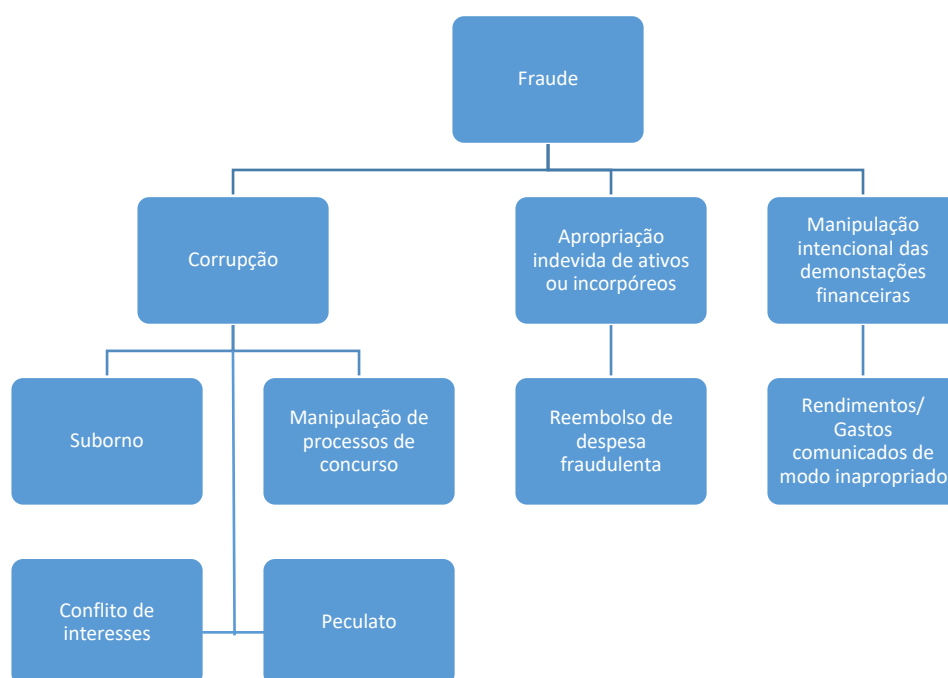 Fraude
Corrupção
Apropriação
indevida de ativos
ou incorpóreos
Manipulação
intencional das
demonstações
financeiras
Suborno
Manipulação de
processos de
concurso
Reembolso de
despesa
fraudulenta
Rendimentos/
Gastos
comunicados de
modo inapropriado
Conflito de
interesses
Peculato